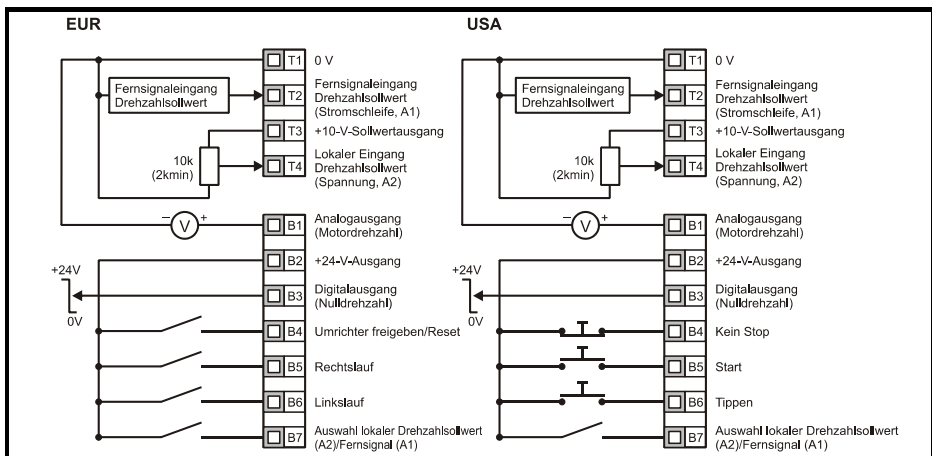 EUR
T1 0 V
Fernsignaleingang
Drehzahlsollwert
T2 Fernsignaleingang
Drehzahlsollwert
(Stromschleife, A1)
T3 +10-V-Sollwertausgang
10k
(2kmin)
T4 Lokaler Eingang
Drehzahlsollwert
(Spannung, A2)
– V +
B1 Analogausgang
(Motordrehzahl)
B2 +24-V-Ausgang
+24V
0V
B3 Digitalausgang
(Nulldrehzahl)
B4 Umrichter freigeben/Reset
B5 Rechtslauf
B6 Linkslauf
B7 Auswahl lokaler Drehzahlsollwert
(A2)/Fernsignal (A1)
USA
T1 0 V
Fernsignaleingang
Drehzahlsollwert
T2 Fernsignaleingang
Drehzahlsollwert
(Stromschleife, A1)
T3 +10-V-Sollwertausgang
10k
(2kmin)
T4 Lokaler Eingang
Drehzahlsollwert
(Spannung, A2)
– V +
B1 Analogausgang
(Motordrehzahl)
B2 +24-V-Ausgang
+24V
0V
B3 Digitalausgang
(Nulldrehzahl)
B4 Kein Stop
B5 Start
B6 Tippen
B7 Auswahl lokaler Drehzahlsollwert
(A2)/Fernsignal (A1)